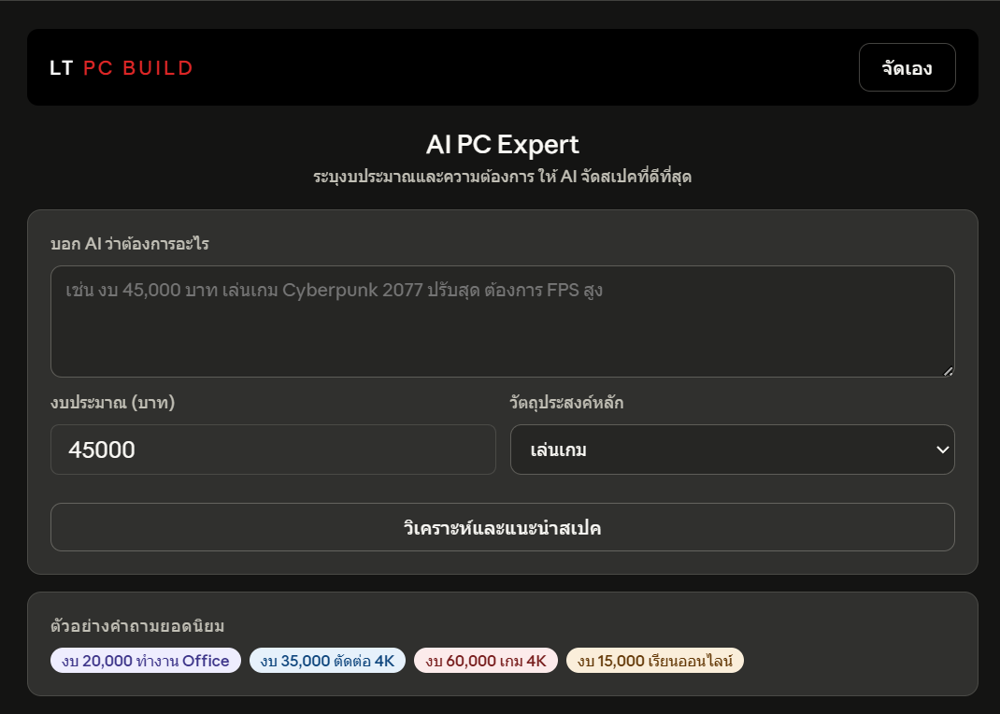 LT PC BUILD
จัดเอง
AI PC Expert
ระบุงบประมาณและความต้องการ ให้ AI จัดสเปคที่ดีที่สุด
บอก AI ว่าต้องการอะไร
เช่น งบ 45,000 บาท เล่นเกม Cyberpunk 2077 ปรับสุด ต้องการ FPS สูง
งบประมาณ (บาท)
วัตถุประสงค์หลัก
45000
เล่นเกม
วิเคราะห์และแนะนำสเปค
ตัวอย่างคำถามยอดนิยม
งบ 20,000 ทำงาน Office
งบ 35,000 ตัดต่อ 4K
งบ 60,000 เกม 4K
งบ 15,000 เรียนออนไลน์